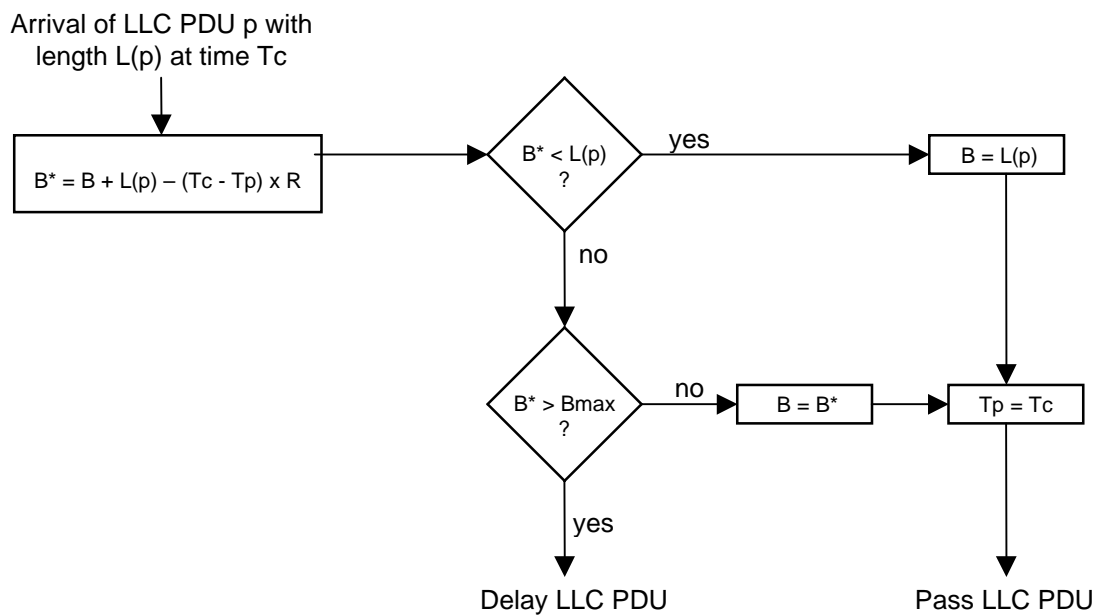 Arrival of LLC PDU p with
length L(p) at time Tc
B* = B + L(p) – (Tc - Tp) x R
B* < L(p)
?
yes
B = L(p)
no
B* > Bmax
?
no
B = B*
Tp = Tc
yes
Delay LLC PDU
Pass LLC PDU